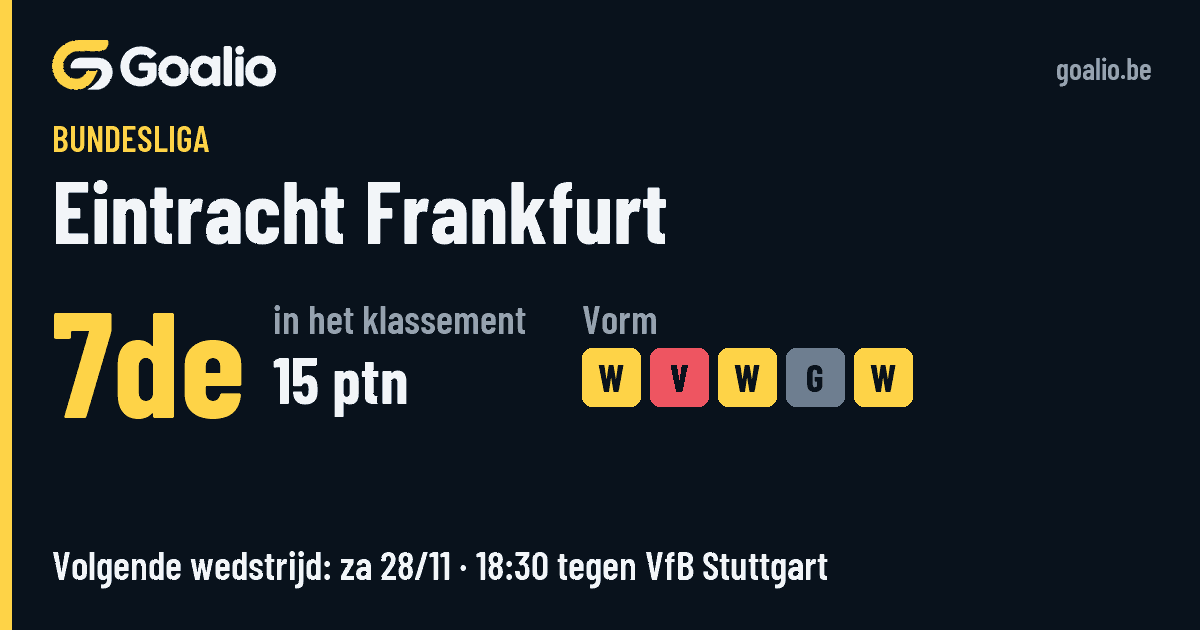 Goalio
goalio.be
BUNDESLIGA
Eintracht Frankfurt
7de
in het klassement
15 ptn
Vorm
W V W G W
Volgende wedstrijd: za 28/11 · 18:30 tegen VfB Stuttgart